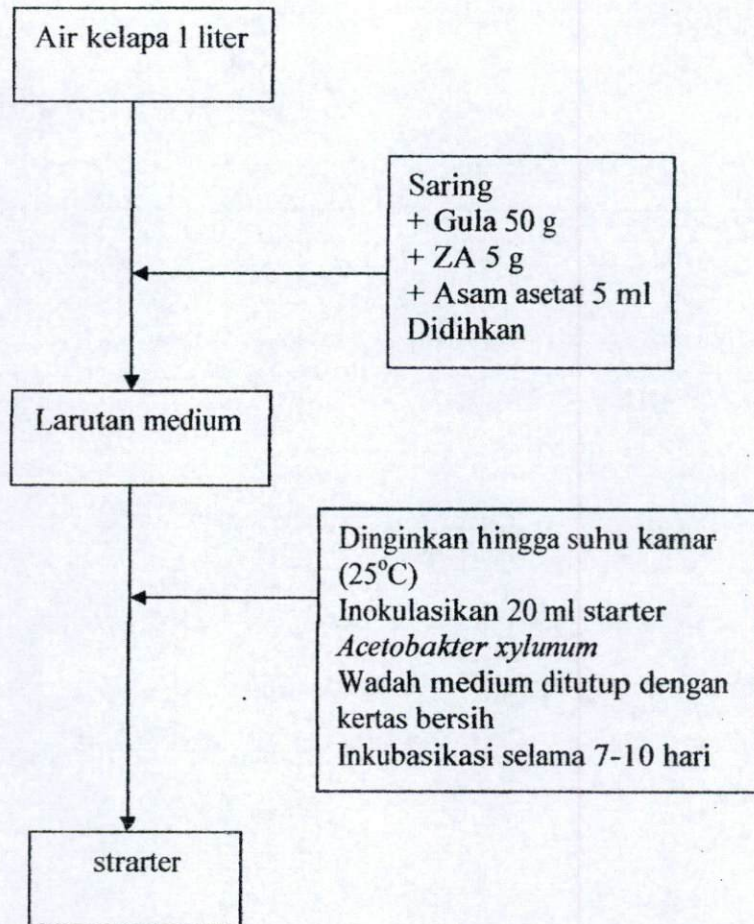 Air kelapa 1 liter
Saring
+ Gula 50 g
+ ZA 5 g
+ Asam asetat 5 ml
Didihkan
Larutan medium
Dinginkan hingga suhu kamar
(25°C)
Inokulasikan 20 ml starter
Acetobakter xylunum
Wadah medium ditutup dengan
kertas bersih
Inkubasikasi selama 7-10 hari
strarter